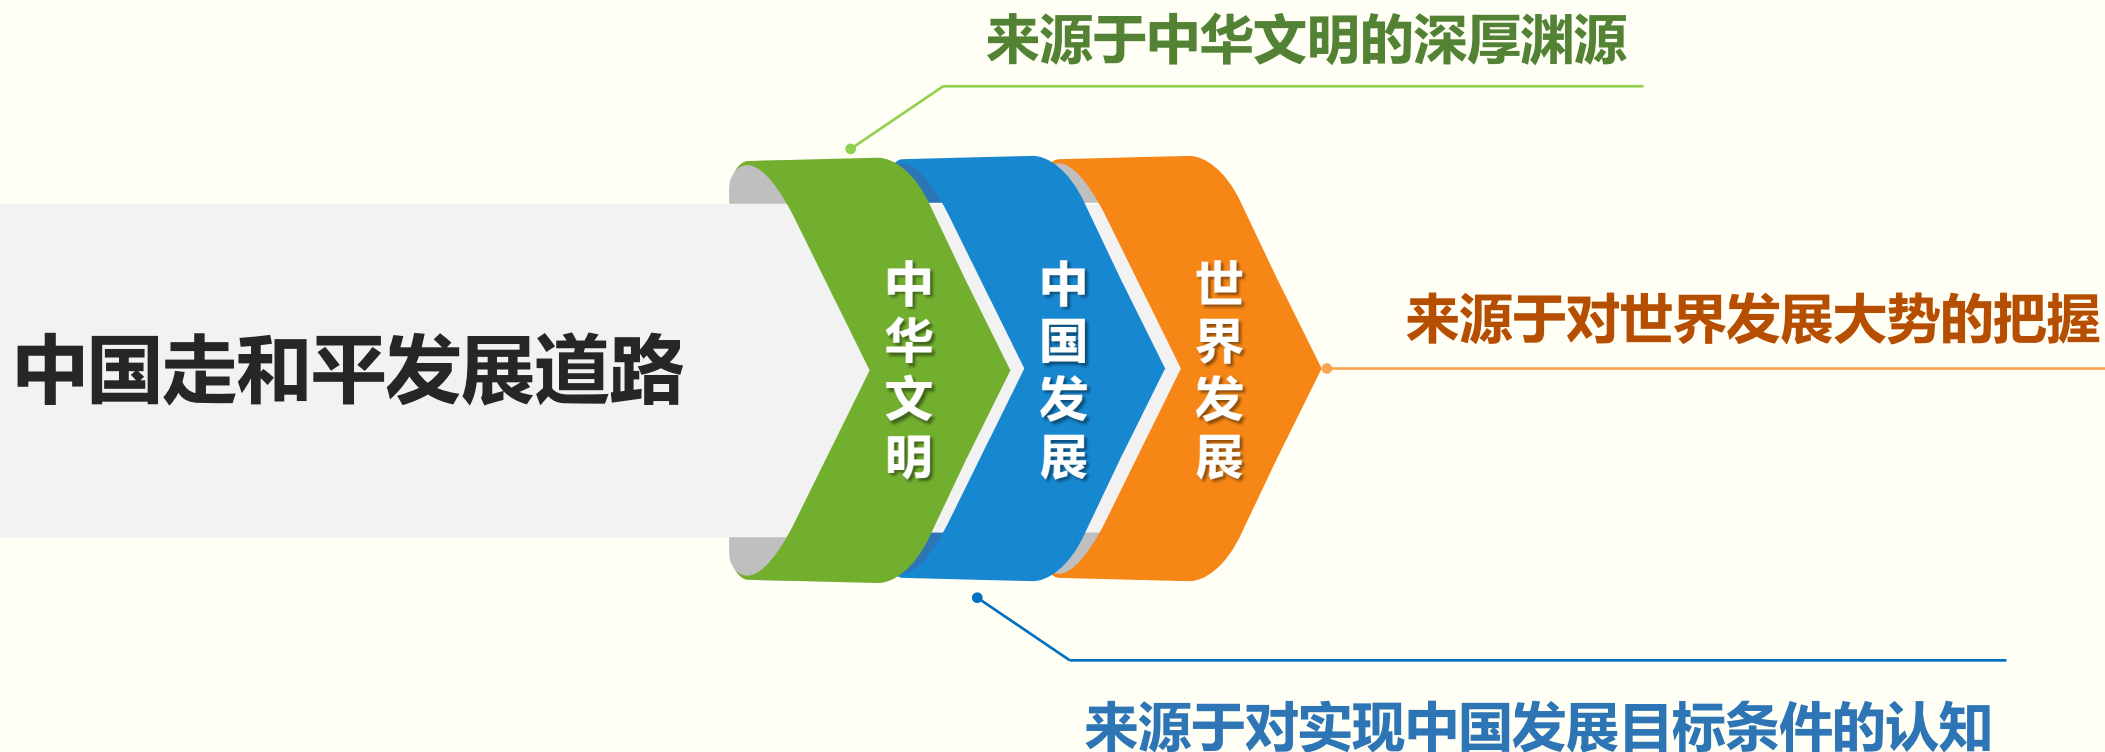 来源于中华文明的深厚渊源
中国走和平发展道路
中华文明
中国发展
世界发展
来源于对世界发展大势的把握
来源于对实现中国发展目标条件的认知